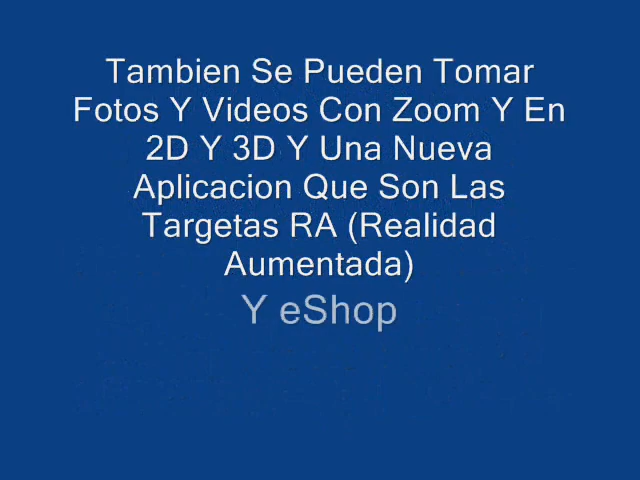 Tambien Se Pueden Tomar
Fotos Y Videos Con Zoom Y En
2D Y 3D Y Una Nueva
Aplicacion Que Son Las
Targetas RA (Realidad
Aumentada)
Y eShop